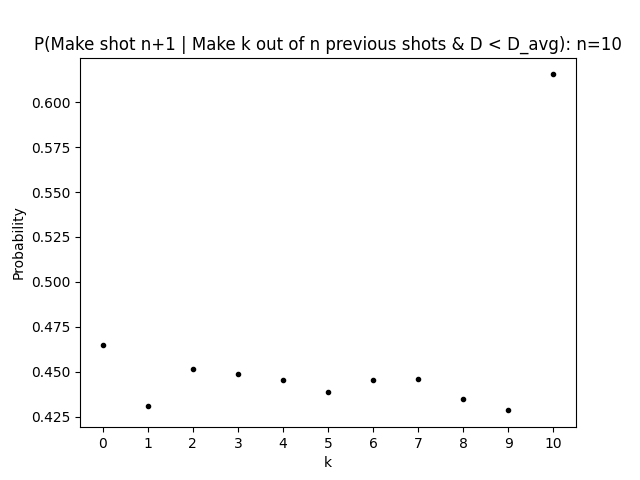 P(Make shot n+1 | Make k out of n previous shots & D < D_avg): n=10
0.600
0.575
0.550
0.525
0.500
0.475
0.450
0.425
Probability
0 1 2 3 4 5 6 7 8 9 10
k